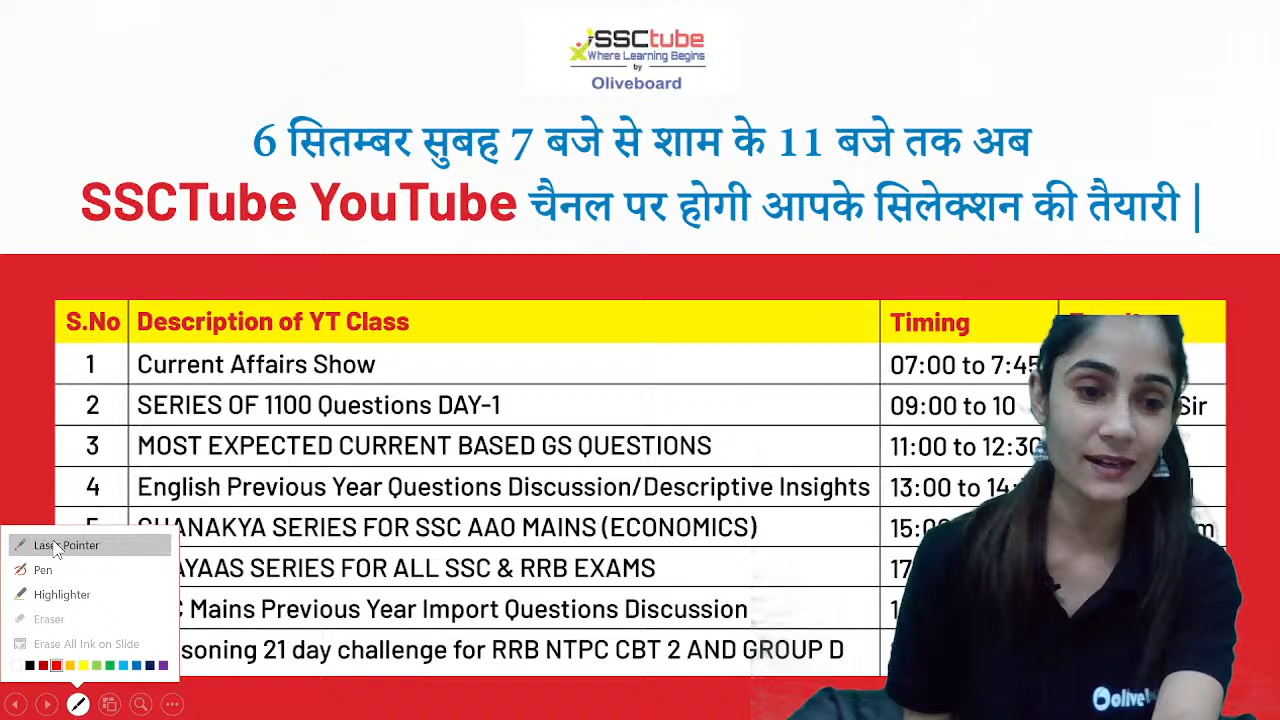 SSCtube
Where Learning Begins
by
Oliveboard
6 सितम्बर सुबह 7 बजे से शाम के 11 बजे तक अब
SSCTube YouTube चैनल पर होगी आपके सिलेक्शन की तैयारी |
S.No Description of YT Class Timing
1 Current Affairs Show 07:00 to 7:45
2 SERIES OF 1100 Questions DAY-1 09:00 to 10 Sir
3 MOST EXPECTED CURRENT BASED GS QUESTIONS 11:00 to 12:30
4 English Previous Year Questions Discussion/Descriptive Insights 13:00 to 14:
CHANAKYA SERIES FOR SSC AAO MAINS (ECONOMICS) 15:00
AYAAS SERIES FOR ALL SSC & RRB EXAMS 17
Mains Previous Year Import Questions Discussion
soning 21 day challenge for RRB NTPC CBT 2 AND GROUP D
Laser Pointer
Pen
Highlighter
Eraser
Erase All Ink on Slide
olive